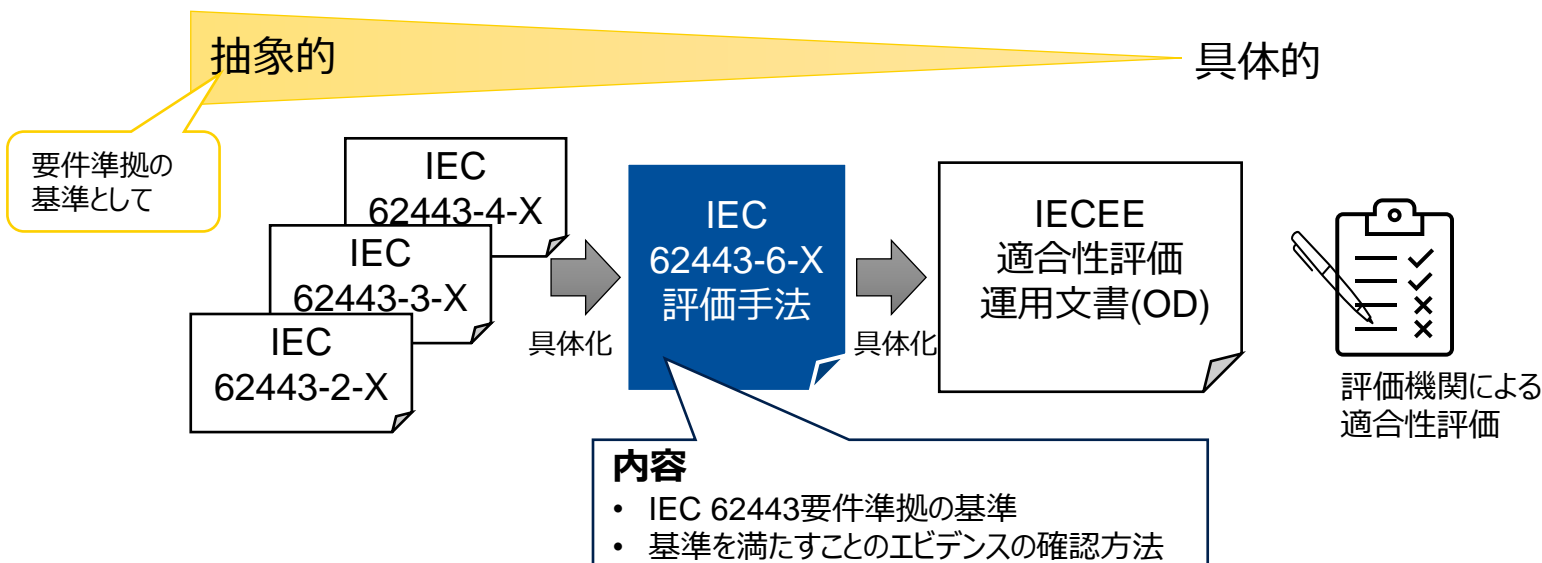 抽象的
具体的
要件準拠の
基準として
IEC
62443-4-X
IEC
62443-3-X
IEC
62443-2-X
具体化
IEC
62443-6-X
評価手法
具体化
IECEE
適合性評価
運用文書(OD)
評価機関による
適合性評価
内容
• IEC 62443要件準拠の基準
• 基準を満たすことのエビデンスの確認方法